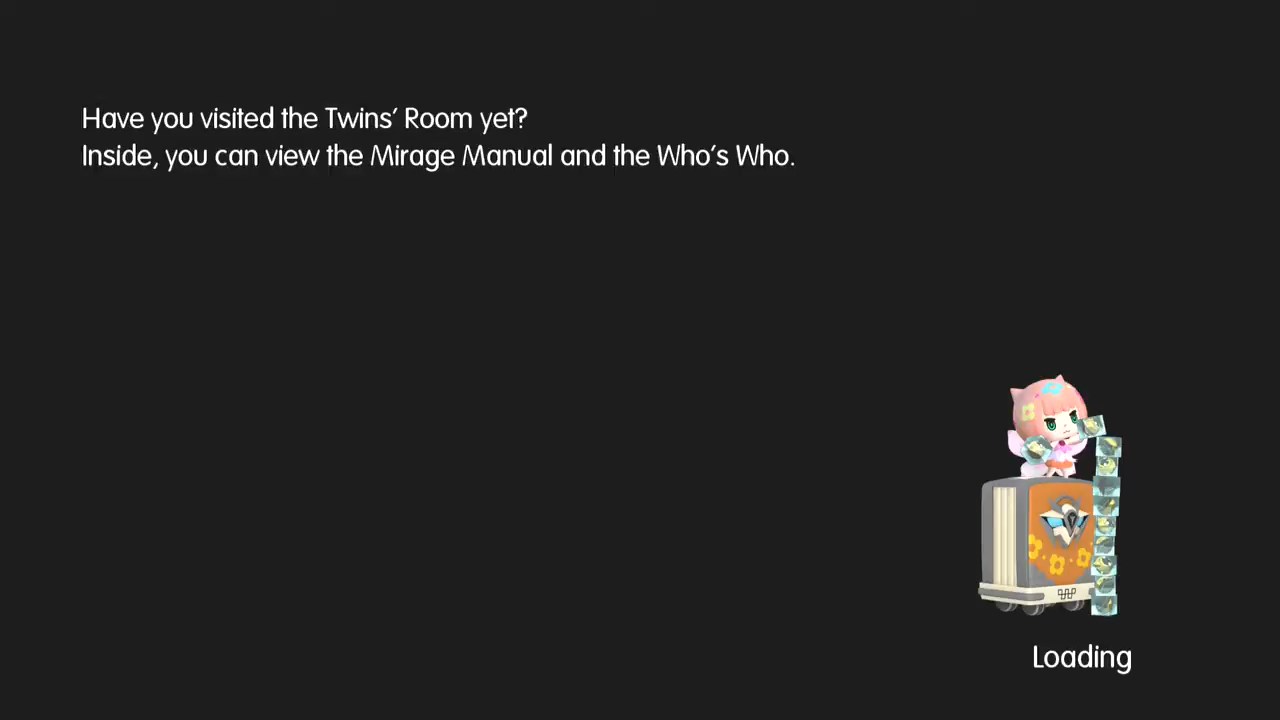 Have you visited the Twins’ Room yet?
Inside, you can view the Mirage Manual and the Who’s Who.
Loading